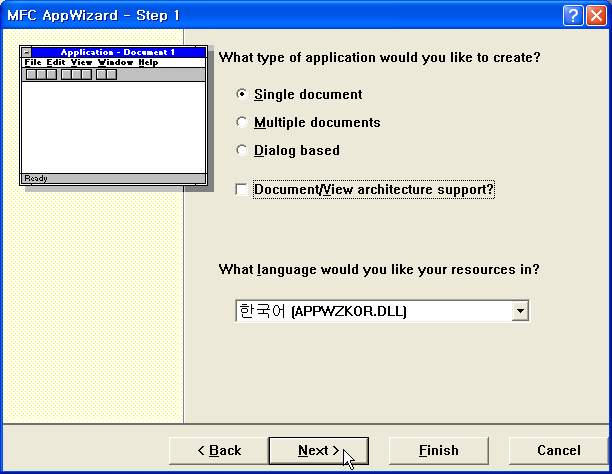 MFC AppWizard - Step 1
Application - Document 1
File Edit View Window Help
Ready
What type of application would you like to create?
Single document
Multiple documents
Dialog based
Document/View architecture support?
What language would you like your resources in?
한국어 (APPWZKOR.DLL)
< Back Next > Finish Cancel